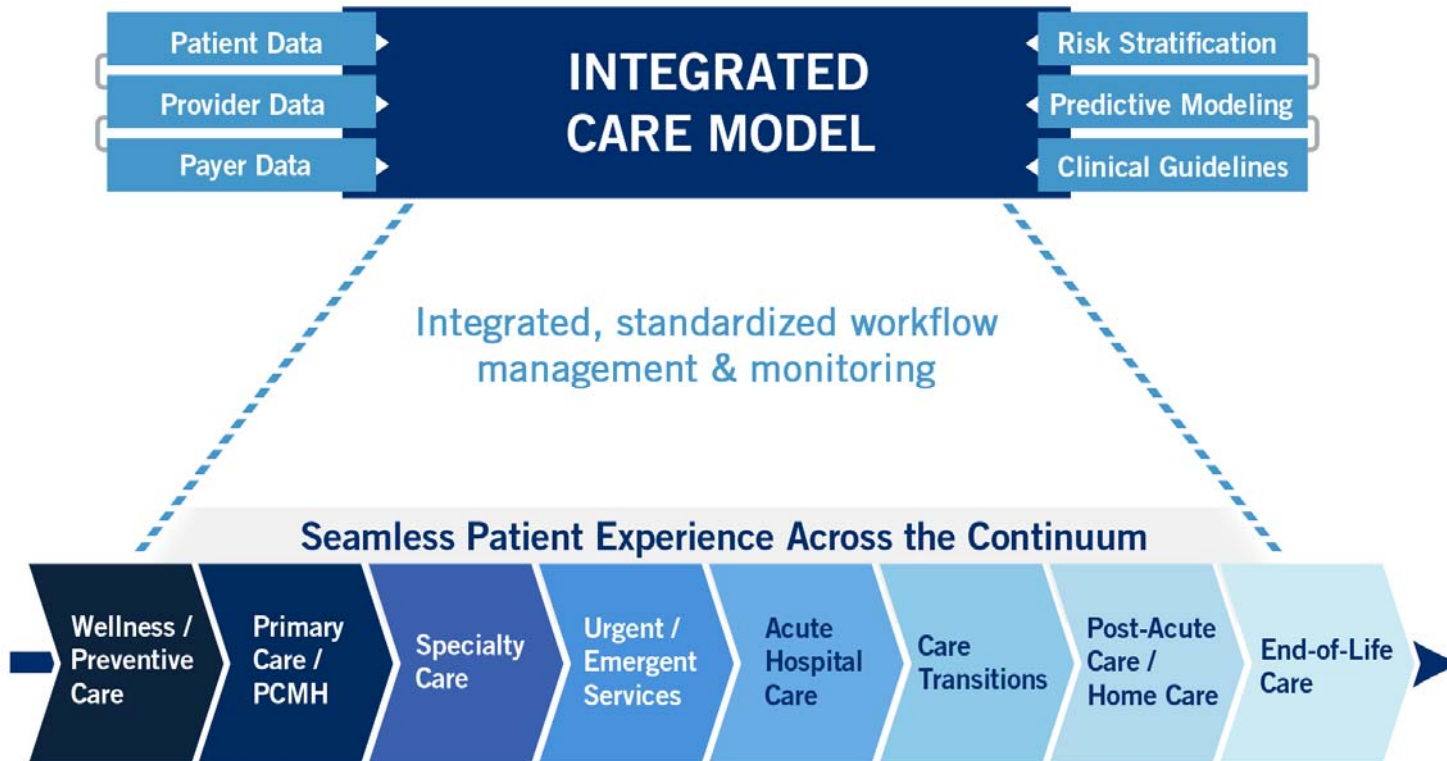 Patient Data
Provider Data
Payer Data
INTEGRATED
CARE MODEL
Risk Stratification
Predictive Modeling
Clinical Guidelines
Integrated, standardized workflow
management & monitoring
Seamless Patient Experience Across the Continuum
Wellness /
Preventive
Care
Primary
Care /
PCMH
Specialty
Care
Urgent /
Emergent
Services
Acute
Hospital
Care
Care
Transitions
Post-Acute
Care /
Home Care
End-of-Life
Care